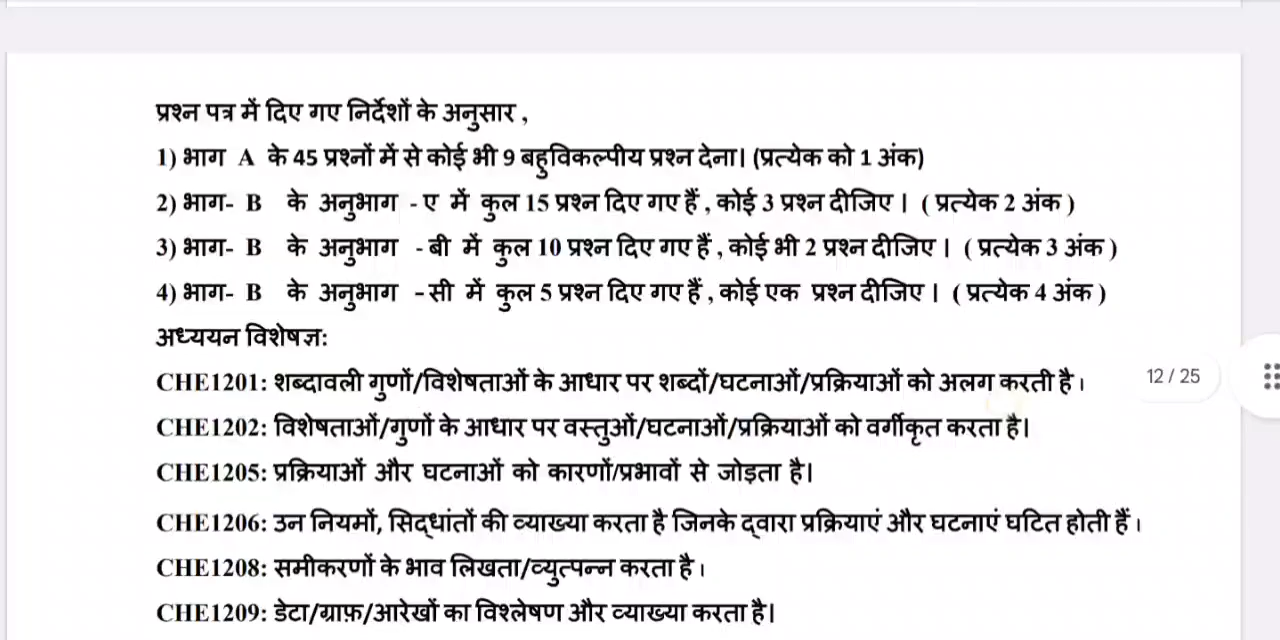 प्रश्न पत्र में दिए गए निर्देशों के अनुसार ,
1) भाग A के 45 प्रश्नों में से कोई भी 9 बहुविकल्पीय प्रश्न देना। (प्रत्येक को 1 अंक)
2) भाग- B के अनुभाग - ए में कुल 15 प्रश्न दिए गए हैं , कोई 3 प्रश्न दीजिए । ( प्रत्येक 2 अंक )
3) भाग- B के अनुभाग - बी में कुल 10 प्रश्न दिए गए हैं , कोई भी 2 प्रश्न दीजिए । ( प्रत्येक 3 अंक )
4) भाग- B के अनुभाग - सी में कुल 5 प्रश्न दिए गए हैं , कोई एक प्रश्न दीजिए । ( प्रत्येक 4 अंक )
अध्ययन विशेषज्ञ:
CHE1201: शब्दावली गुणों/विशेषताओं के आधार पर शब्दों/घटनाओं/प्रक्रियाओं को अलग करती है ।
12 / 25
CHE1202: विशेषताओं/गुणों के आधार पर वस्तुओं/घटनाओं/प्रक्रियाओं को वर्गीकृत करता है।
CHE1205: प्रक्रियाओं और घटनाओं को कारणों/प्रभावों से जोड़ता है।
CHE1206: उन नियमों, सिद्धांतों की व्याख्या करता है जिनके द्वारा प्रक्रियाएं और घटनाएं घटित होती हैं ।
CHE1208: समीकरणों के भाव लिखता/व्युत्पन्न करता है ।
CHE1209: डेटा/ग्राफ़/आरेखों का विश्लेषण और व्याख्या करता है।